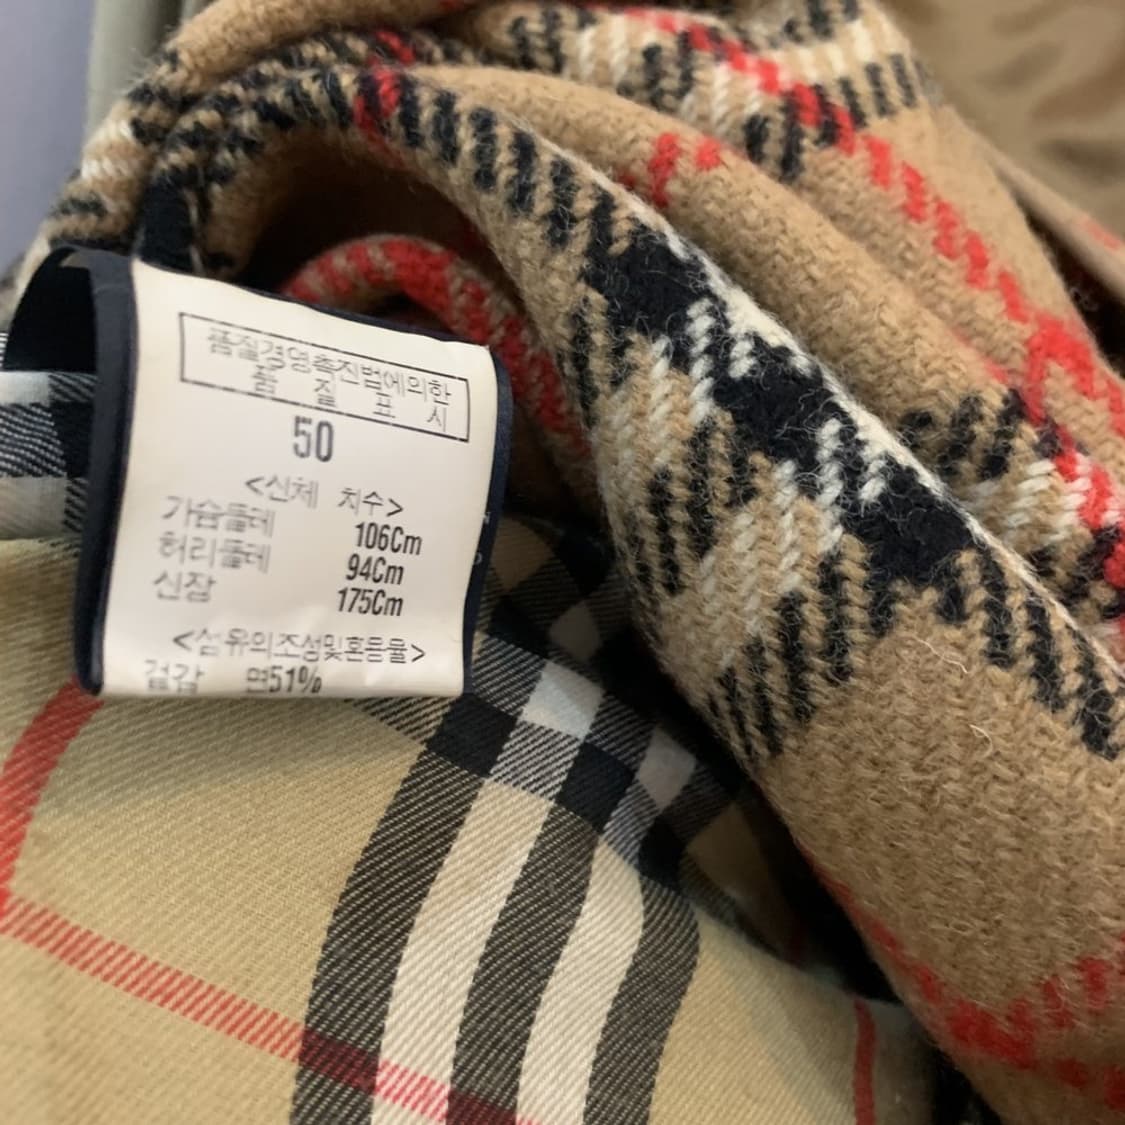 품질경영촉진법에의한
품 질 표 시
50
<신체 치수>
가슴둘레 106Cm
허리둘레 94Cm
신장 175Cm
<섬유의조성및혼용율>
겉감 면51%